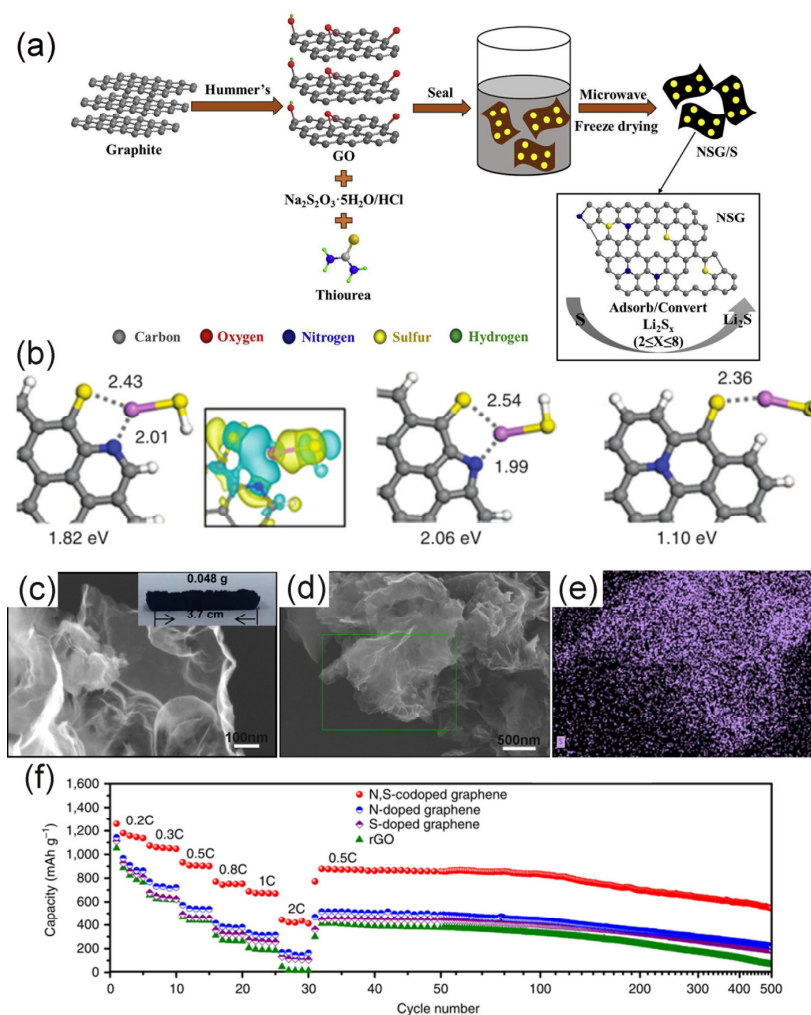 (a)
Graphite
Hummer's
GO
Na₂S₂O₃·5H₂O/HCl
Thiourea
Seal
Microwave
Freeze drying
NSG/S
NSG
Adsorb/Convert
S
Li₂Sₓ
Li₂S
(2≤X≤8)
Carbon
Oxygen
Nitrogen
Sulfur
Hydrogen
(b)
2.43
2.01
1.82 eV
2.54
1.99
2.06 eV
2.36
1.10 eV
(c)
0.048 g
3.7 cm
100nm
(d)
500nm
(e)
(f)
Capacity (mAh g⁻¹)
1,600
1,400
1,200
1,000
800
600
400
200
0
0.2C
0.3C
0.5C
0.8C
1C
2C
0.5C
N,S-codoped graphene
N-doped graphene
S-doped graphene
rGO
0 10 20 30 40 50 100 200 300 400 500
Cycle number